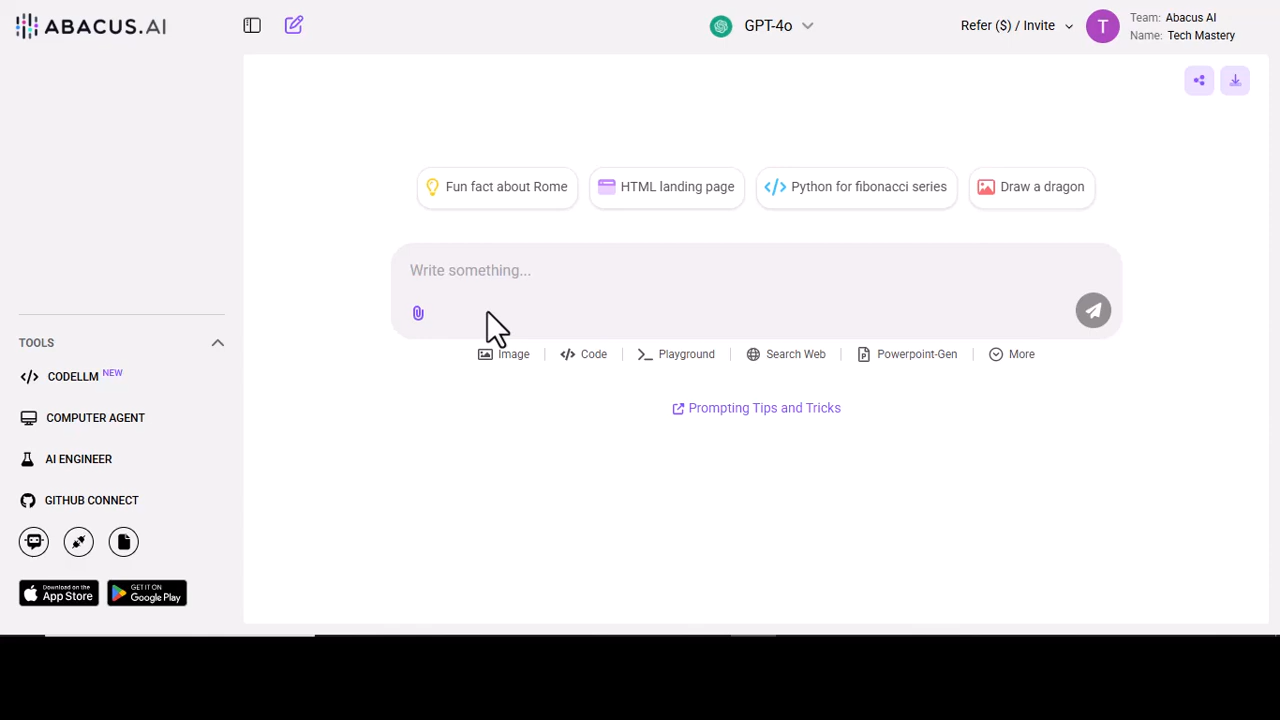 ABACUS.AI
GPT-4o
Refer ($) / Invite
T
Team: Abacus AI
Name: Tech Mastery
Fun fact about Rome
HTML landing page
Python for fibonacci series
Draw a dragon
Write something...
Image
Code
Playground
Search Web
Powerpoint-Gen
More
Prompting Tips and Tricks
TOOLS
CODELLM NEW
COMPUTER AGENT
AI ENGINEER
GITHUB CONNECT
Download on the
App Store
GET IT ON
Google Play